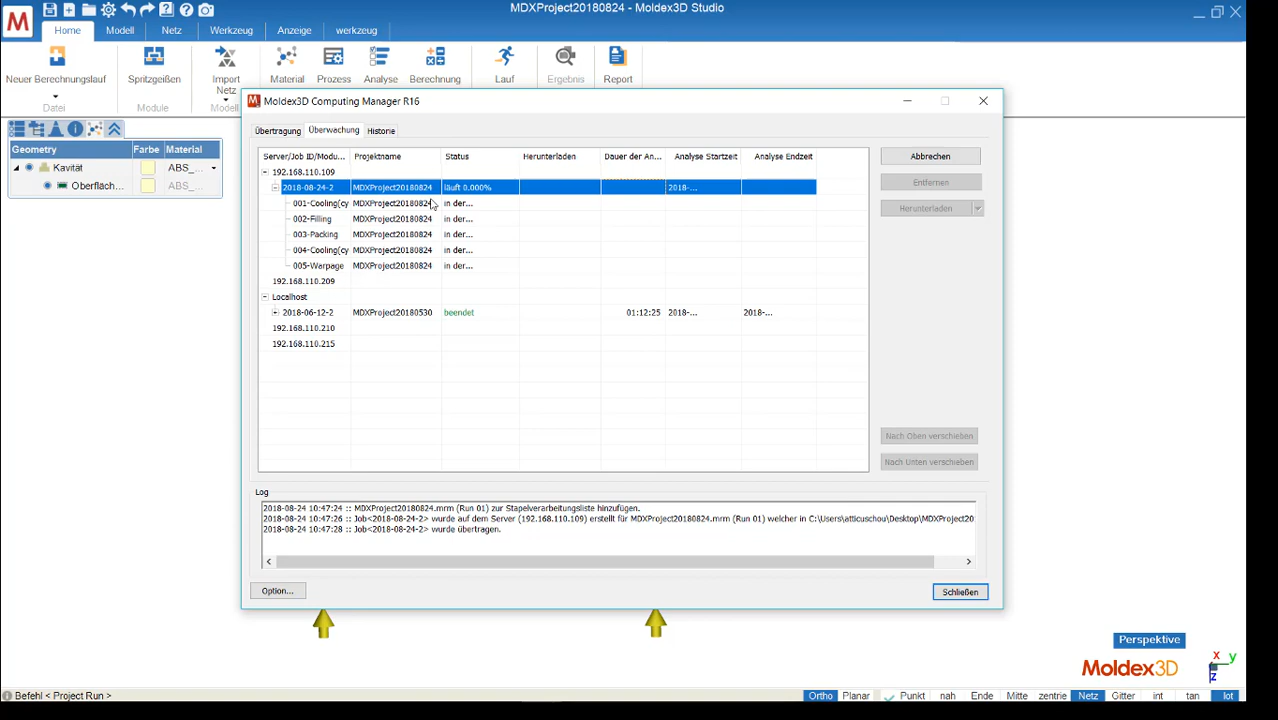 MDXProject20180824 - Moldex3D Studio
Home Modell Netz Werkzeug Anzeige werkzeug
Neuer Berechnungslauf Spritzgeißen Import Netz Material Prozess Analyse Berechnung Lauf Ergebnis Report
Datei Module Modell
Moldex3D Computing Manager R16
Übertragung Überwachung Historie
Geometry Farbe Material
Kavität ABS_...
Oberfläch... ABS_...
Server/Job ID/Modu... Projektname Status Herunterladen Dauer der An... Analyse Startzeit Analyse Endzeit
192.168.110.109
2018-08-24-2 MDXProject20180824 läuft 0.000% 2018-...
001-Cooling(cy MDXProject20180824 in der...
002-Filling MDXProject20180824 in der...
003-Packing MDXProject20180824 in der...
004-Cooling(cy MDXProject20180824 in der...
005-Warpage MDXProject20180824 in der...
192.168.110.209
Localhost
2018-06-12-2 MDXProject20180530 beendet 01:12:25 2018-... 2018-...
192.168.110.210
192.168.110.215
Abbrechen
Entfernen
Herunterladen
Nach Oben verschieben
Nach Unten verschieben
Log
2018-08-24 10:47:24 :: MDXProject20180824.mrm (Run 01) zur Stapelverarbeitungsliste hinzufügen.
2018-08-24 10:47:26 :: Job<2018-08-24-2> wurde auf dem Server (192.168.110.109) erstellt für MDXProject20180824.mrm (Run 01) welcher in C:\Users\atticuschou\Desktop\MDXProject20
2018-08-24 10:47:28 :: Job<2018-08-24-2> wurde übertragen.
Option... Schließen
Perspektive
Moldex3D
x y z
Befehl < Project Run > Ortho Planar Punkt nah Ende Mitte zentrie Netz Gitter int tan lot